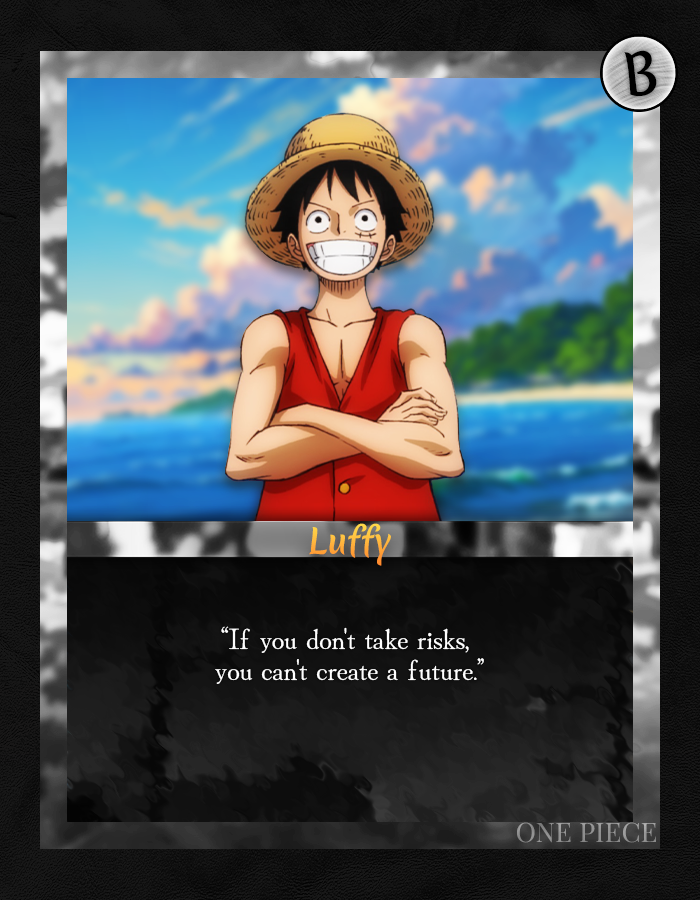 B
Luffy
“If you don't take risks,
you can't create a future.”
ONE PIECE